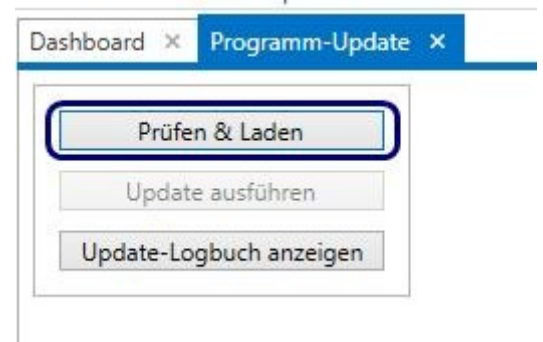 Dashboard × Programm-Update ×
Prüfen & Laden
Update ausführen
Update-Logbuch anzeigen